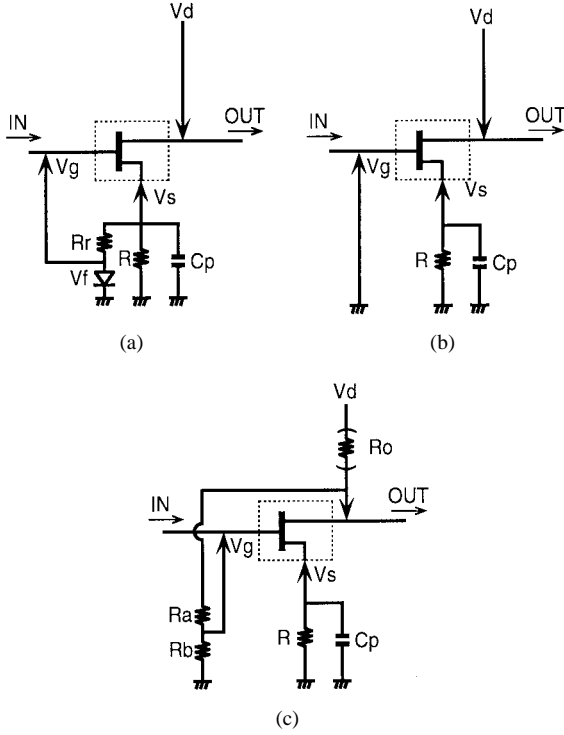 Vd
IN
OUT
Vg
Vs
Rr
R
Cp
Vf
(a)
Vd
IN
OUT
Vg
Vs
R
Cp
(b)
Vd
Ro
IN
OUT
Vg
Vs
Ra
R
Cp
Rb
(c)